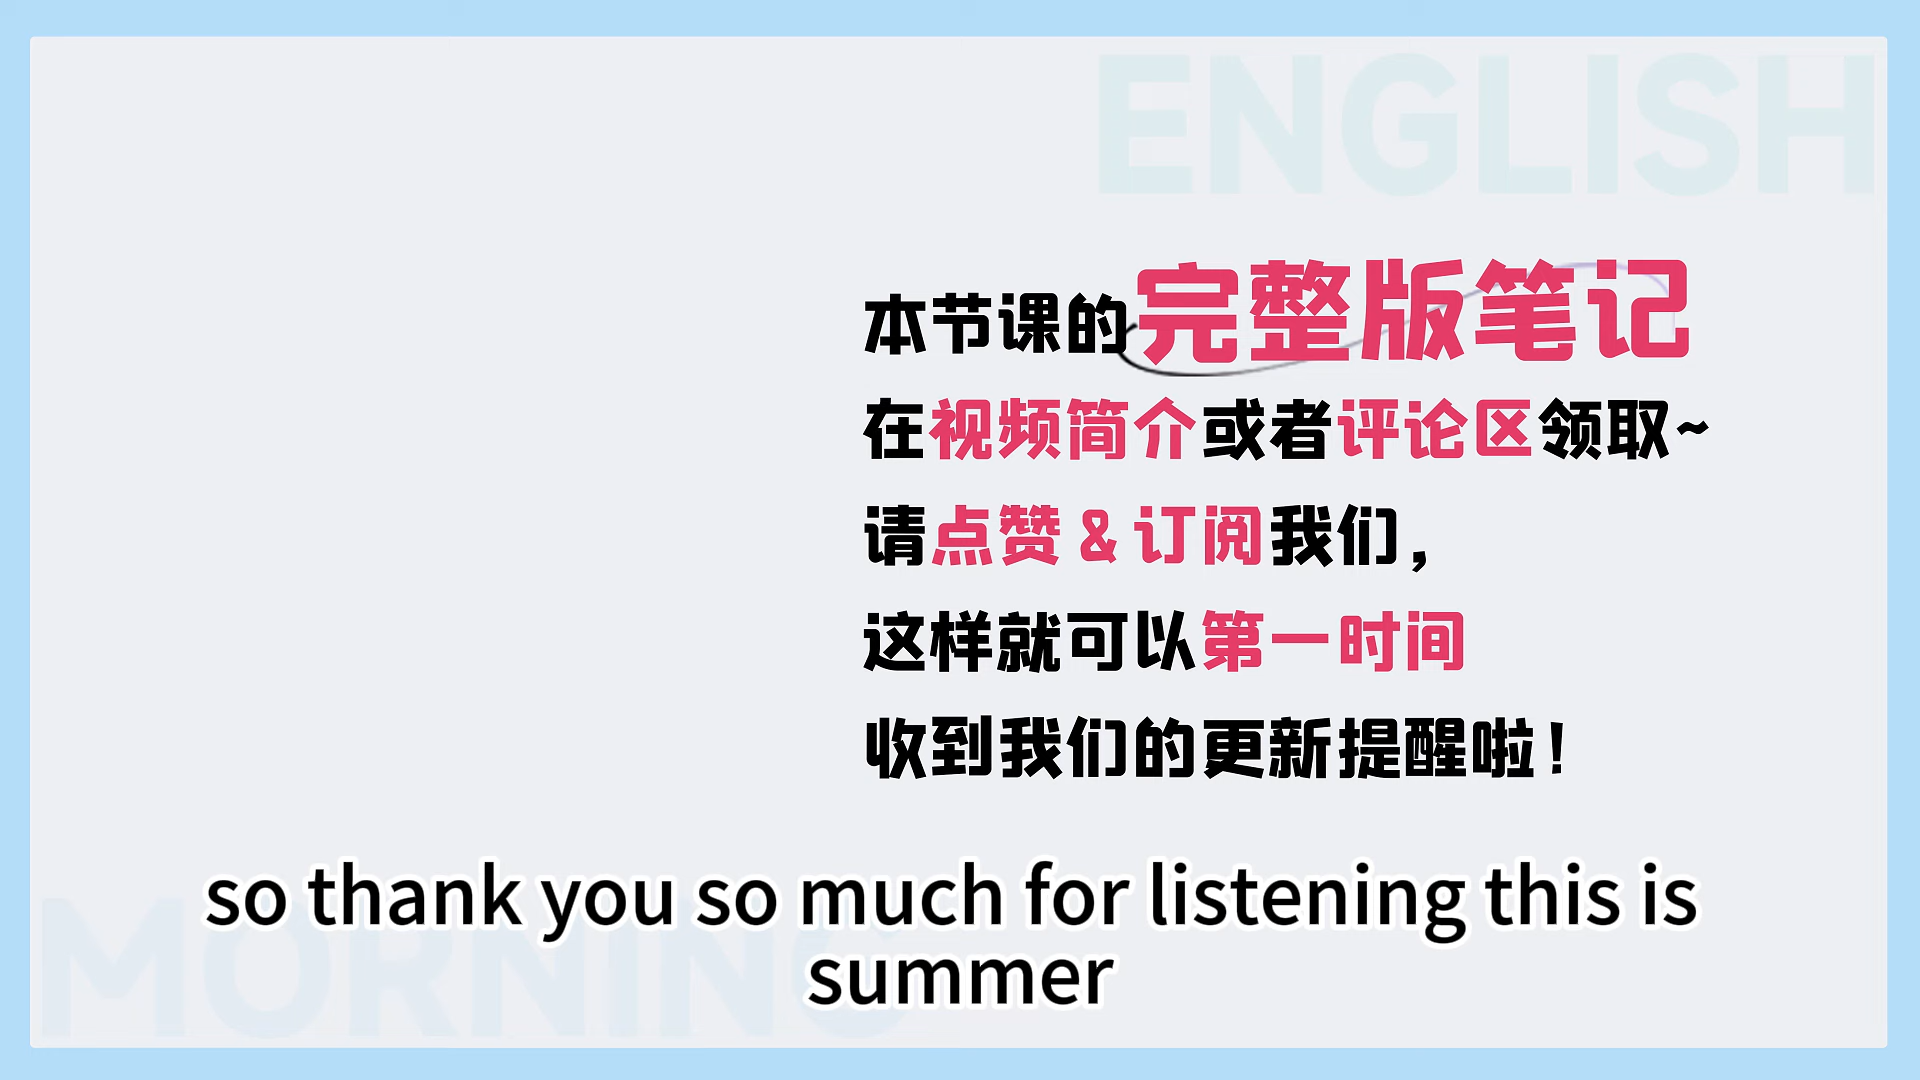 ENGLISH
本节课的完整版笔记
在视频简介或者评论区领取~
请点赞&订阅我们，
这样就可以第一时间
收到我们的更新提醒啦！
so thank you so much for listening this is
summer
MORNING